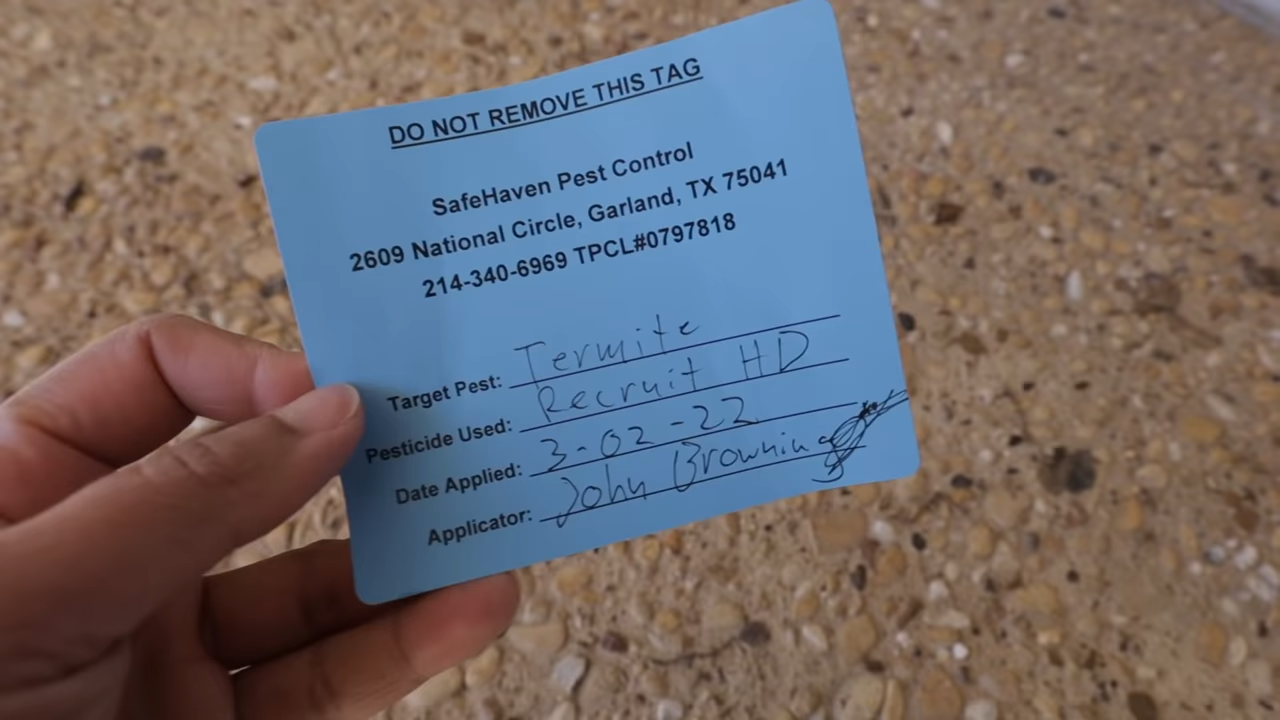 DO NOT REMOVE THIS TAG
SafeHaven Pest Control
2609 National Circle, Garland, TX 75041
214-340-6969 TPCL#0797818
Target Pest: Termite
Pesticide Used: Recruit HD
Date Applied: 3-02-22
Applicator: John Browning